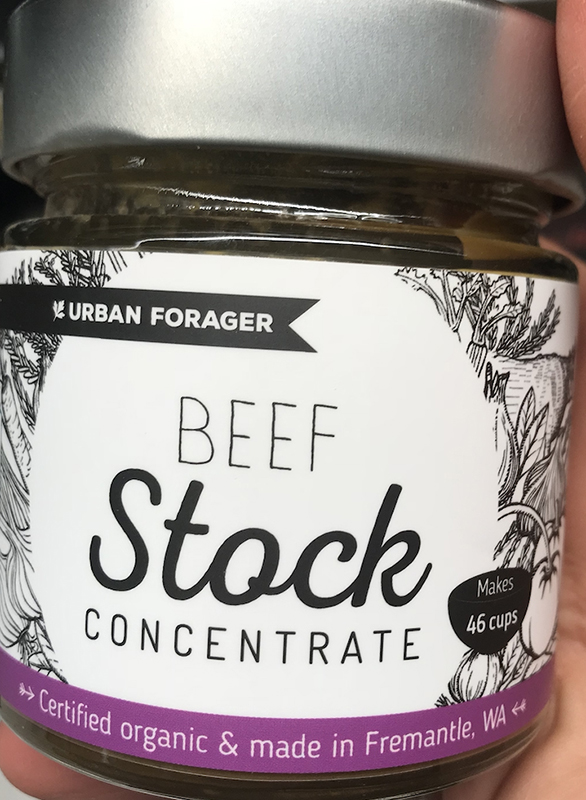 URBAN FORAGER
BEEF
Stock
CONCENTRATE
Makes
46 cups
Certified organic & made in Fremantle, WA